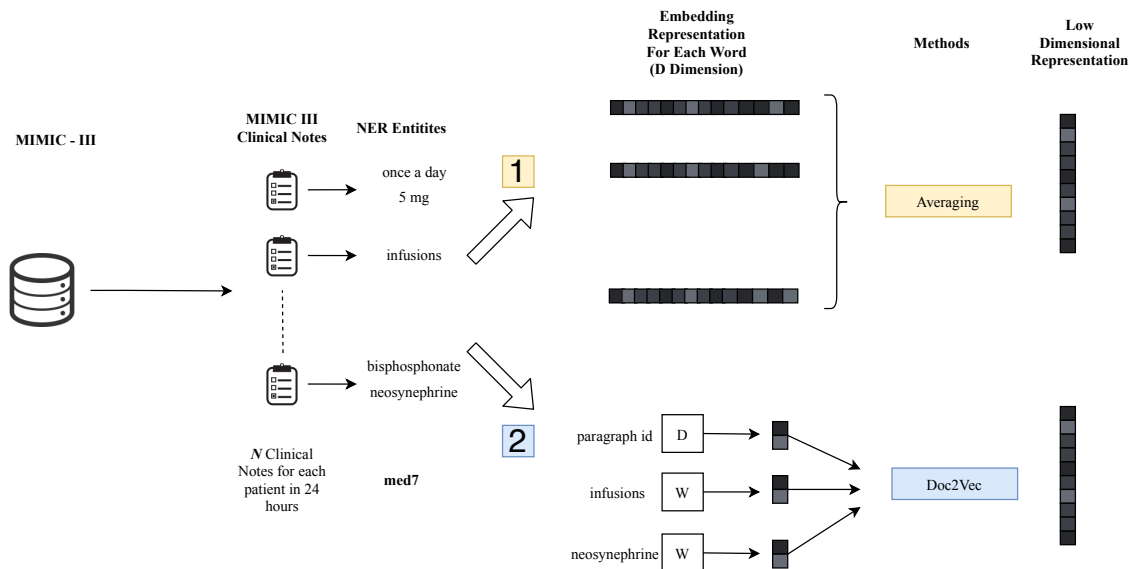 MIMIC - III
MIMIC III
Clinical Notes
NER Entitites
once a day
5 mg
infusions
bisphosphonate
neosynephrine
N Clinical
Notes for each
patient in 24
hours
med7
1
2
Embedding
Representation
For Each Word
(D Dimension)
Methods
Low
Dimensional
Representation
Averaging
paragraph id
D
infusions
W
neosynephrine
W
Doc2Vec